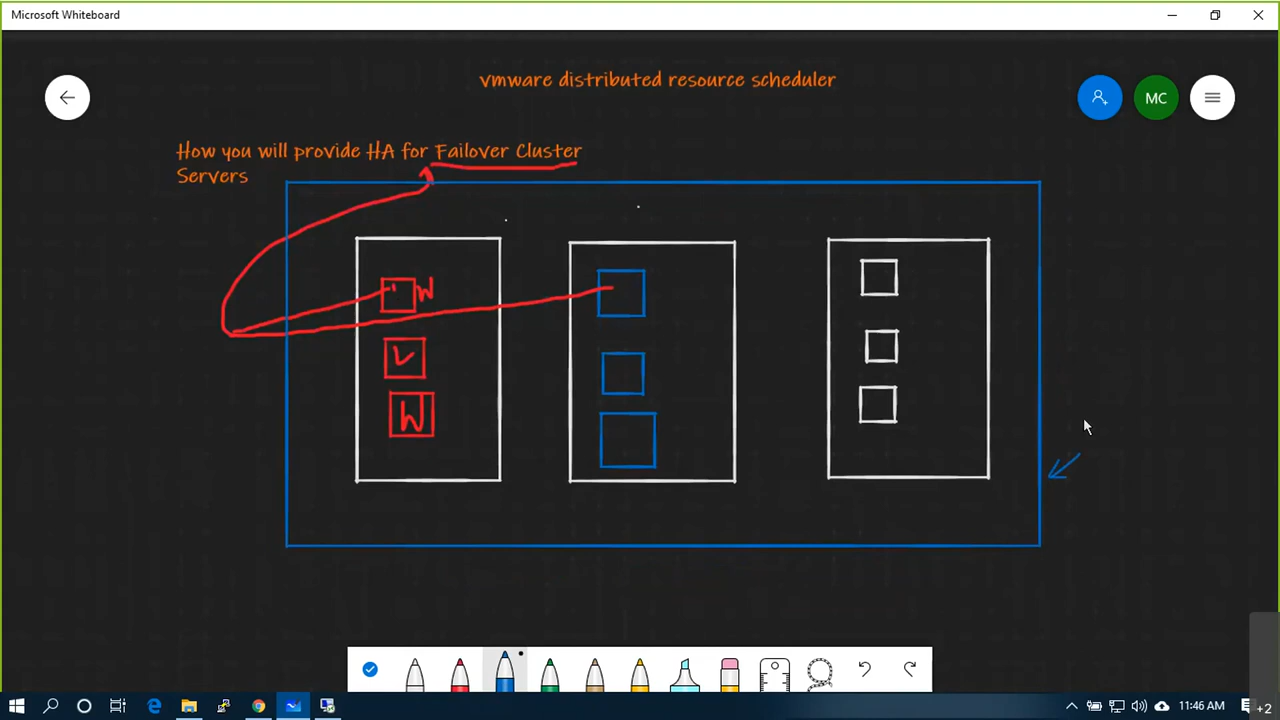 Microsoft Whiteboard
vmware distributed resource scheduler
MC
How you will provide HA for Failover Cluster
Servers
W
W
11:46 AM
+2